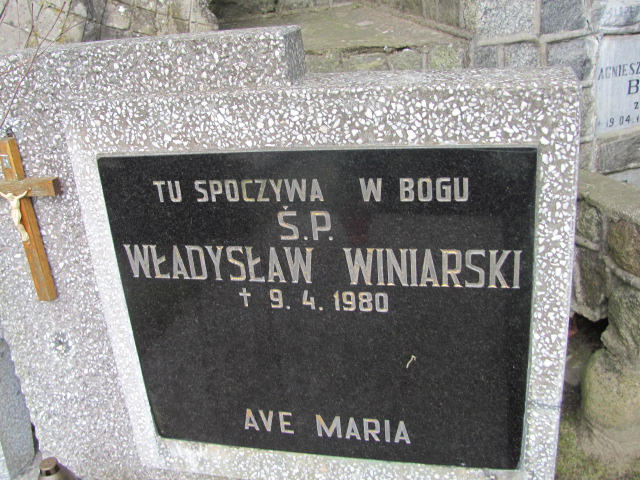 TU SPOCZYWA W BOGU
Ś.P.
WŁADYSŁAW WINIARSKI
† 9. 4. 1980
AVE MARIA